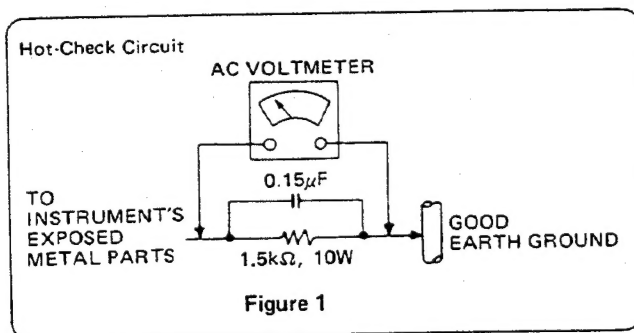 Hot-Check Circuit
AC VOLTMETER
0.15μF
TO
INSTRUMENT'S
EXPOSED
METAL PARTS
GOOD
EARTH GROUND
1.5kΩ, 10W
Figure 1